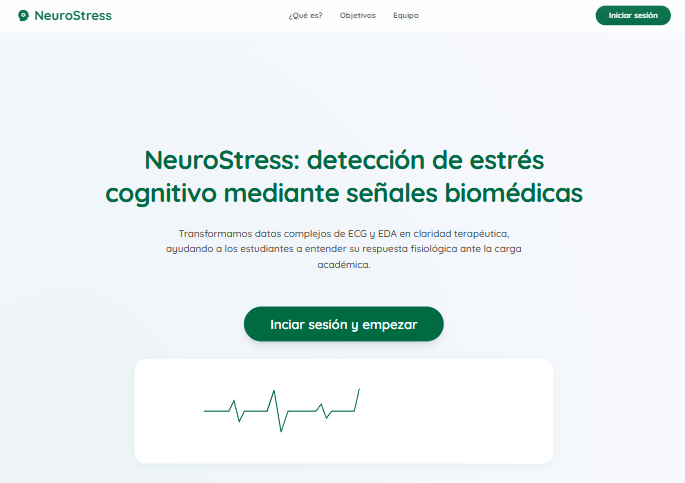 NeuroStress
¿Qué es?
Objetivos
Equipo
Iniciar sesión
NeuroStress: detección de estrés
cognitivo mediante señales biomédicas
Transformamos datos complejos de ECG y EDA en claridad terapéutica,
ayudando a los estudiantes a entender su respuesta fisiológica ante la carga
académica.
Inciar sesión y empezar